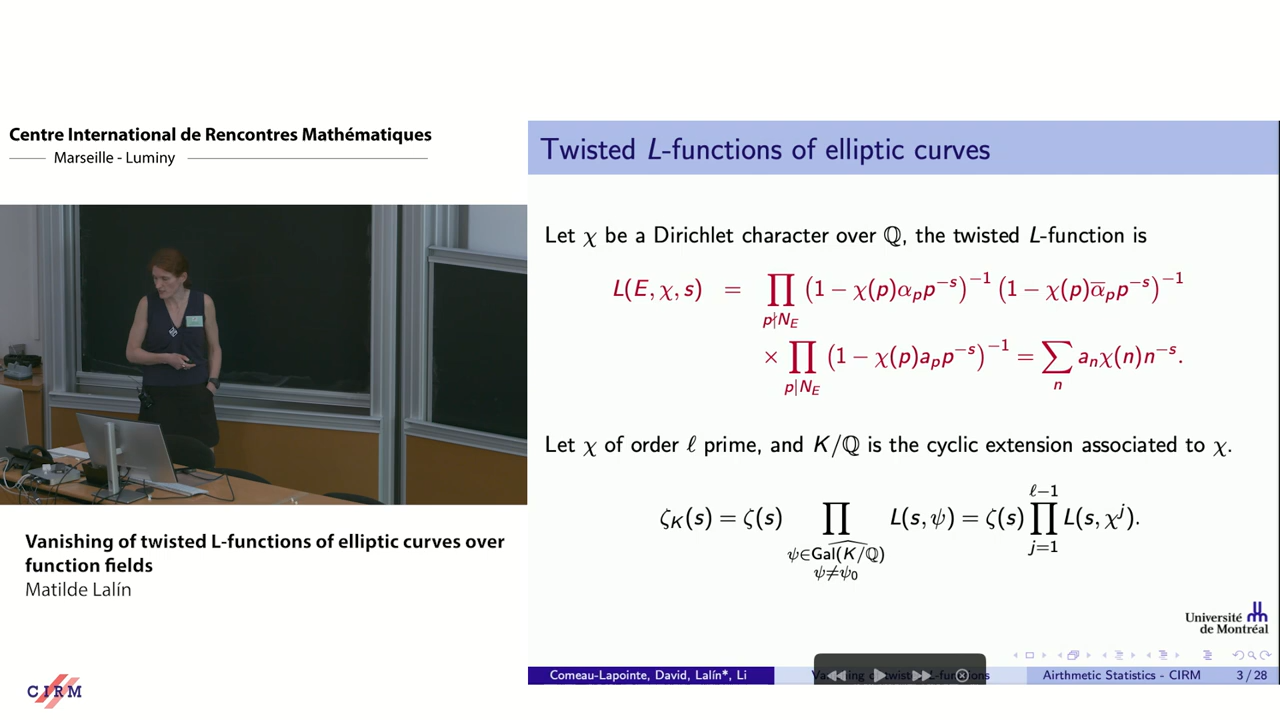 Centre International de Rencontres Mathématiques
Marseille - Luminy
Vanishing of twisted L-functions of elliptic curves over
function fields
Matilde Lalín
CIRM
Twisted L-functions of elliptic curves
Let χ be a Dirichlet character over ℚ, the twisted L-function is
L(E, χ, s) = ∏_{p∤N_E} (1 − χ(p)α_p p^{−s})^{−1} (1 − χ(p)ᾱ_p p^{−s})^{−1}
× ∏_{p|N_E} (1 − χ(p)a_p p^{−s})^{−1} = ∑_n a_n χ(n)n^{−s}.
Let χ of order ℓ prime, and K/ℚ is the cyclic extension associated to χ.
ζ_K(s) = ζ(s) ∏_{ψ∈\widehat{Gal(K/ℚ)}, ψ≠ψ_0} L(s, ψ) = ζ(s) ∏_{j=1}^{ℓ−1} L(s, χ^j).
Université
de Montréal
Comeau-Lapointe, David, Lalín*, Li
Airthmetic Statistics - CIRM
3 / 28